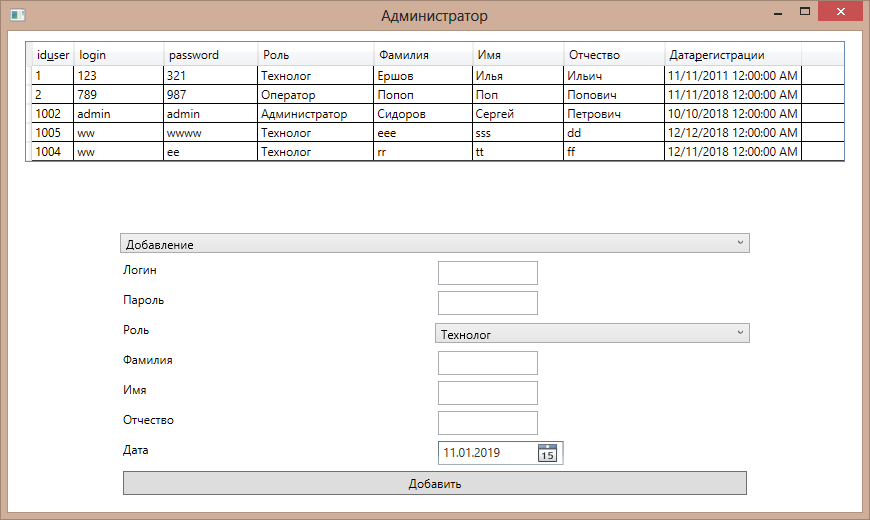 Администратор
iduser login password Роль Фамилия Имя Отчество Датарегистрации
1 123 321 Технолог Ершов Илья Ильич 11/11/2011 12:00:00 AM
2 789 987 Оператор Попоп Поп Попович 11/11/2018 12:00:00 AM
1002 admin admin Администратор Сидоров Сергей Петрович 10/10/2018 12:00:00 AM
1005 ww wwww Технолог eee sss dd 12/12/2018 12:00:00 AM
1004 ww ee Технолог rr tt ff 12/11/2018 12:00:00 AM
Добавление
Логин
Пароль
Роль Технолог
Фамилия
Имя
Отчество
Дата 11.01.2019 15
Добавить